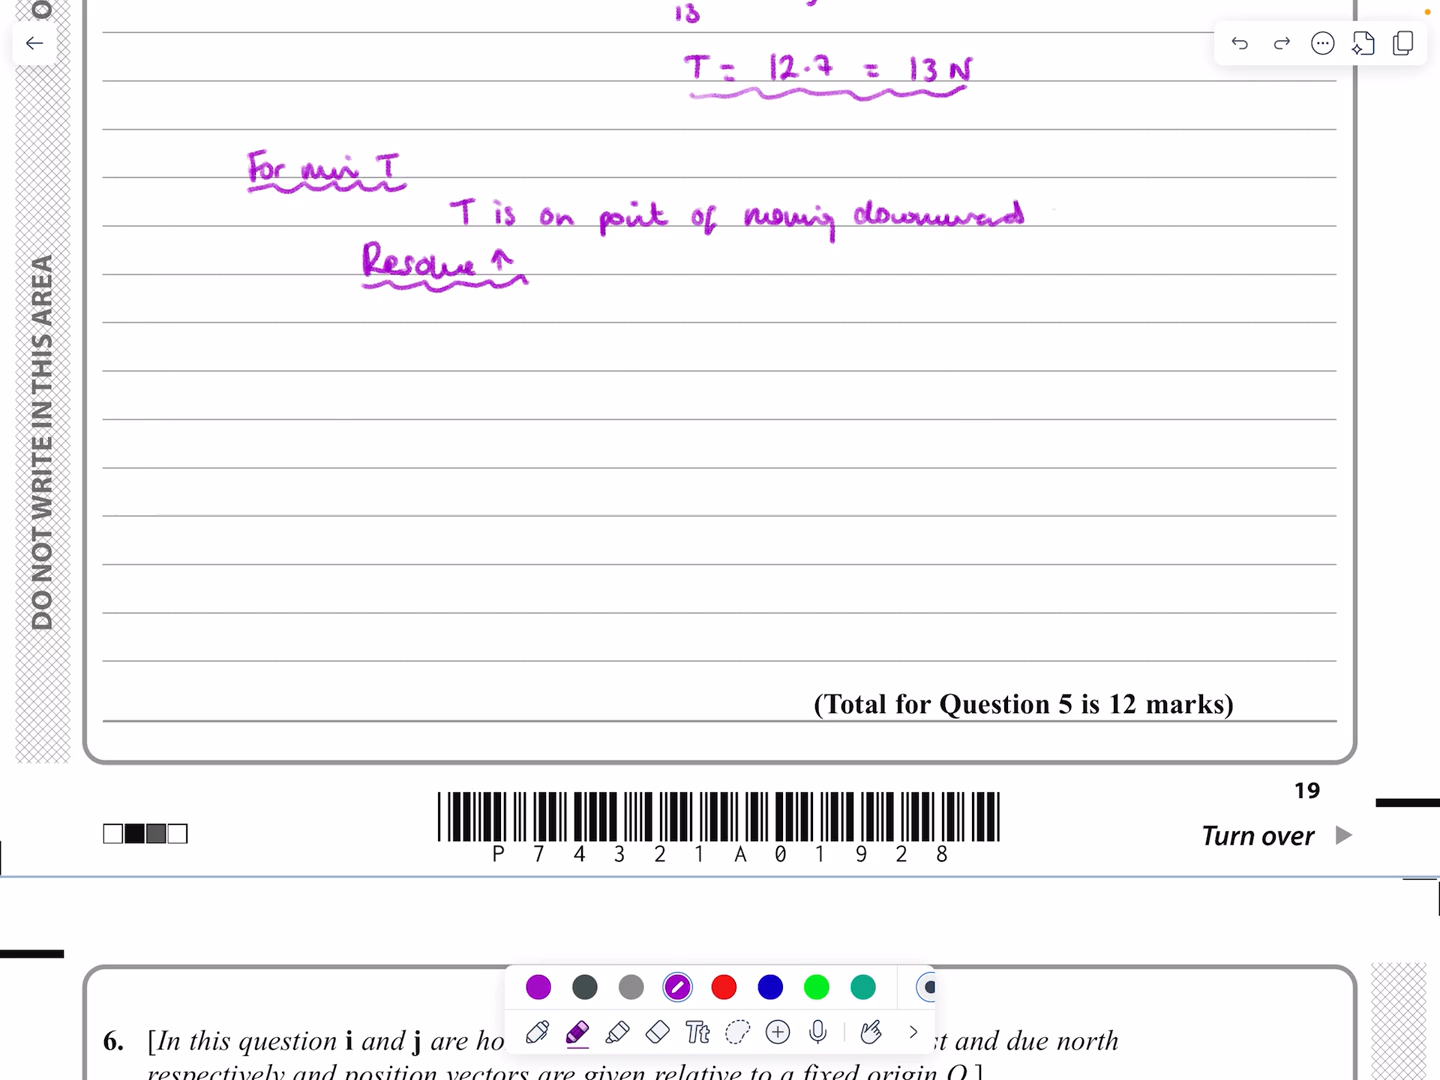 13
T = 12.7 = 13 N
For min T
T is on point of moving downward
Resolve ↑
DO NOT WRITE IN THIS AREA
(Total for Question 5 is 12 marks)
19
P 7 4 3 2 1 A 0 1 9 2 8
Turn over
6. [In this question i and j are ho st and due north
respectively and position vectors are given relative to a fixed origin O.]
Tt